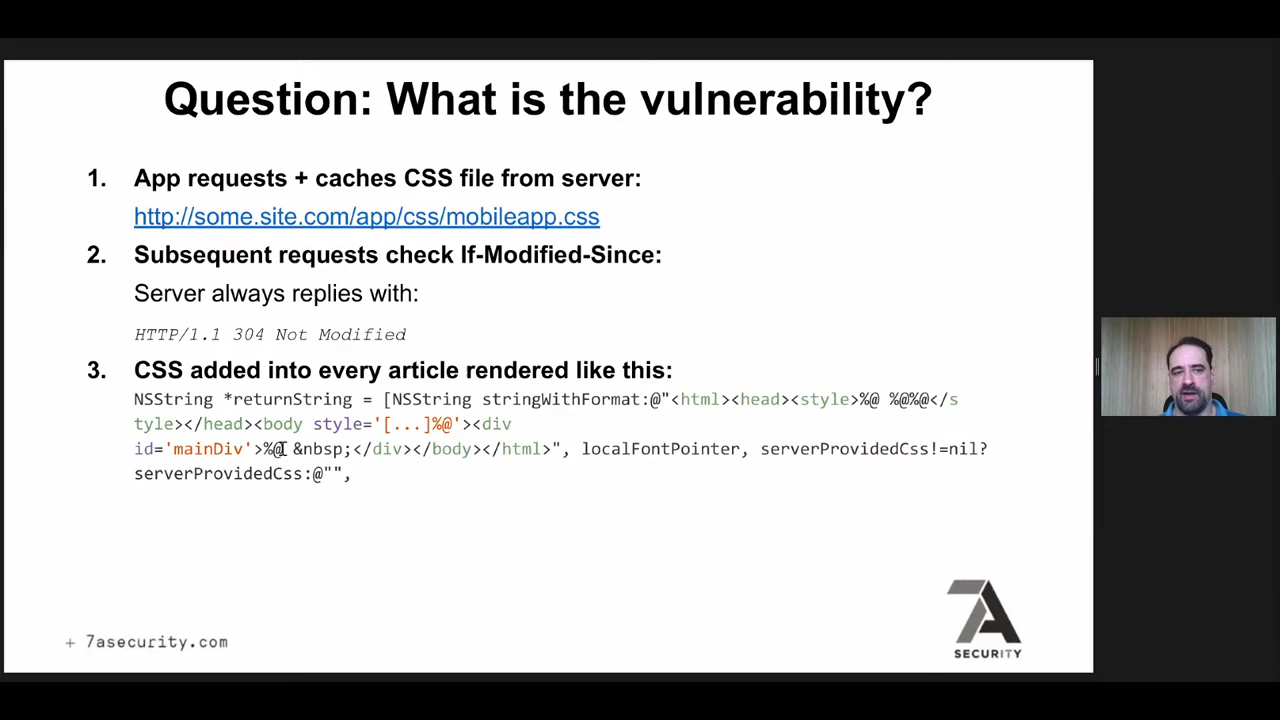 Question: What is the vulnerability?
1. App requests + caches CSS file from server:
http://some.site.com/app/css/mobileapp.css
2. Subsequent requests check If-Modified-Since:
Server always replies with:
HTTP/1.1 304 Not Modified
3. CSS added into every article rendered like this:
NSString *returnString = [NSString stringWithFormat:@"<html><head><style>%@ %@%@</s
tyle></head><body style='[...]%@'><div
id='mainDiv'>%@ &nbsp;</div></body></html>", localFontPointer, serverProvidedCss!=nil?
serverProvidedCss:@"",
+ 7asecurity.com
7A
SECURITY